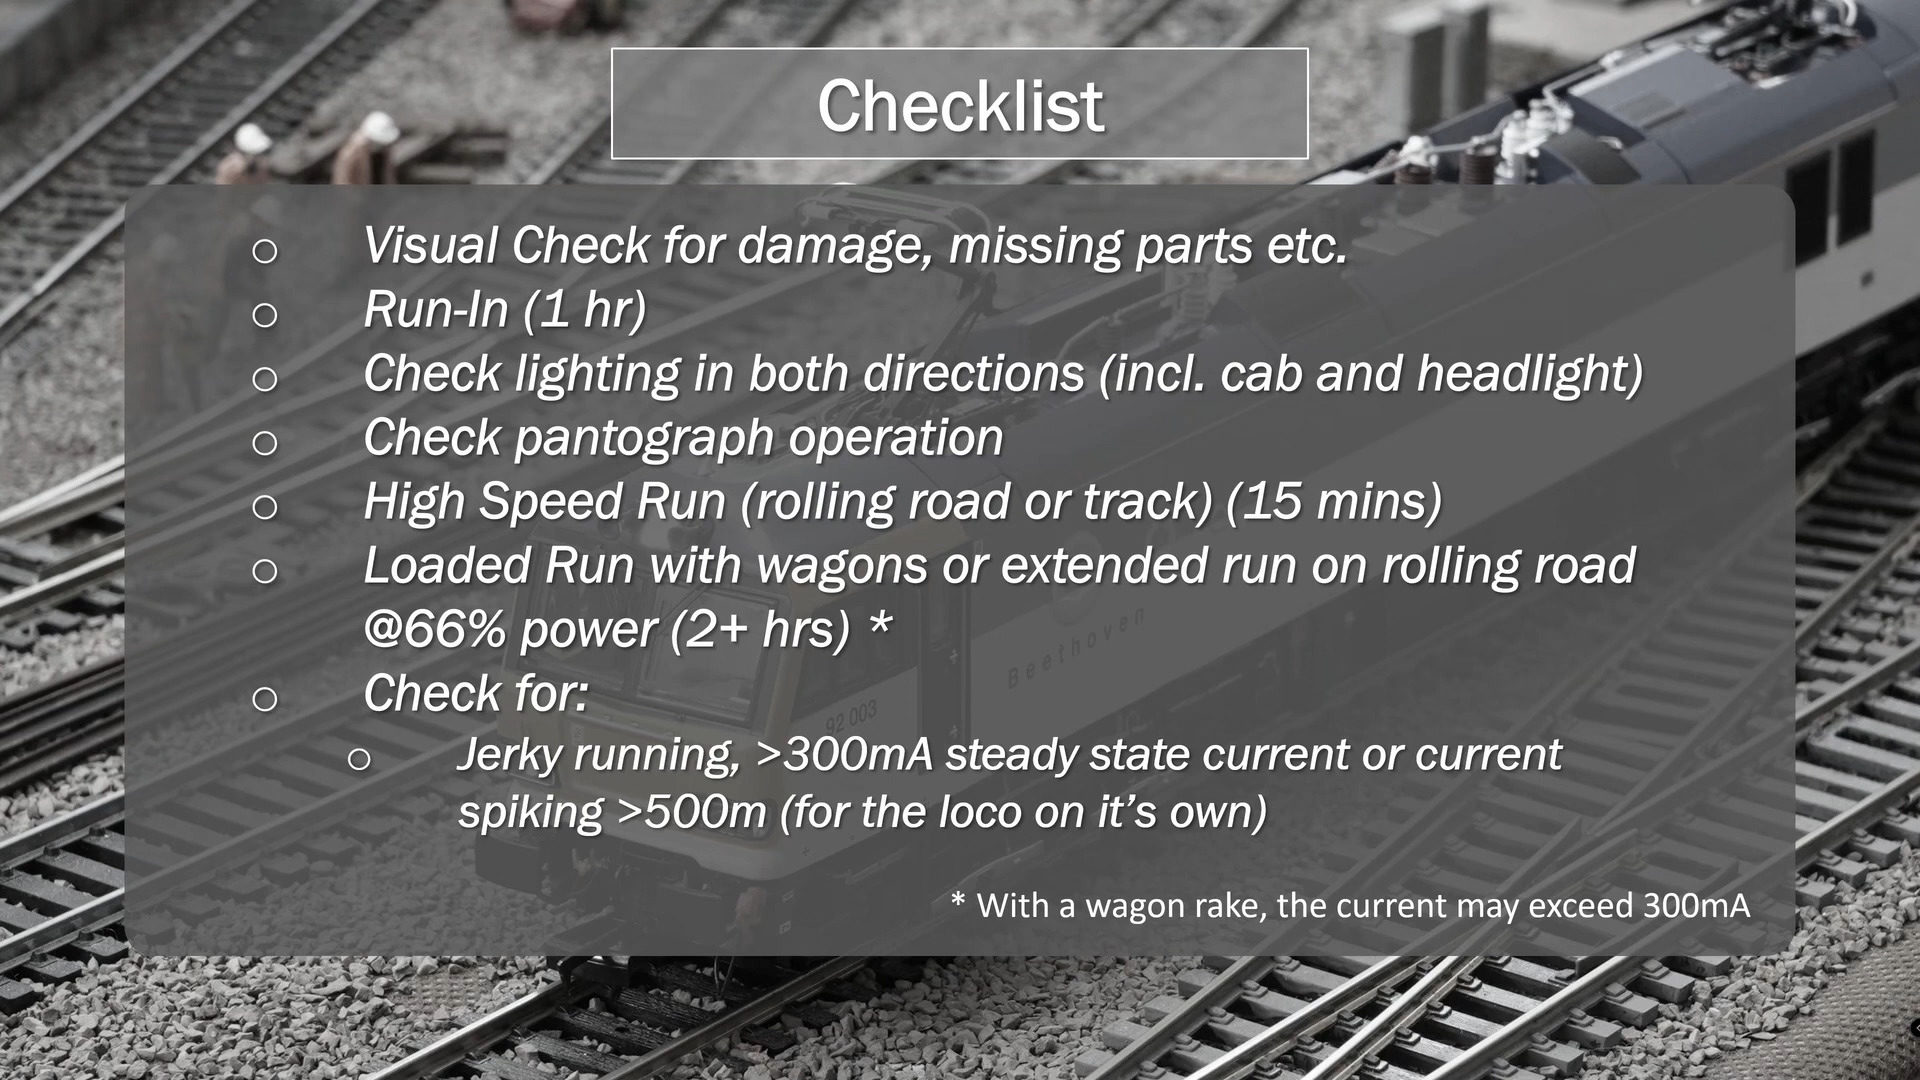 Checklist
o Visual Check for damage, missing parts etc.
o Run-In (1 hr)
o Check lighting in both directions (incl. cab and headlight)
o Check pantograph operation
o High Speed Run (rolling road or track) (15 mins)
o Loaded Run with wagons or extended run on rolling road
@66% power (2+ hrs) *
o Check for:
o Jerky running, >300mA steady state current or current
spiking >500m (for the loco on it’s own)
* With a wagon rake, the current may exceed 300mA
Beethoven
92 003